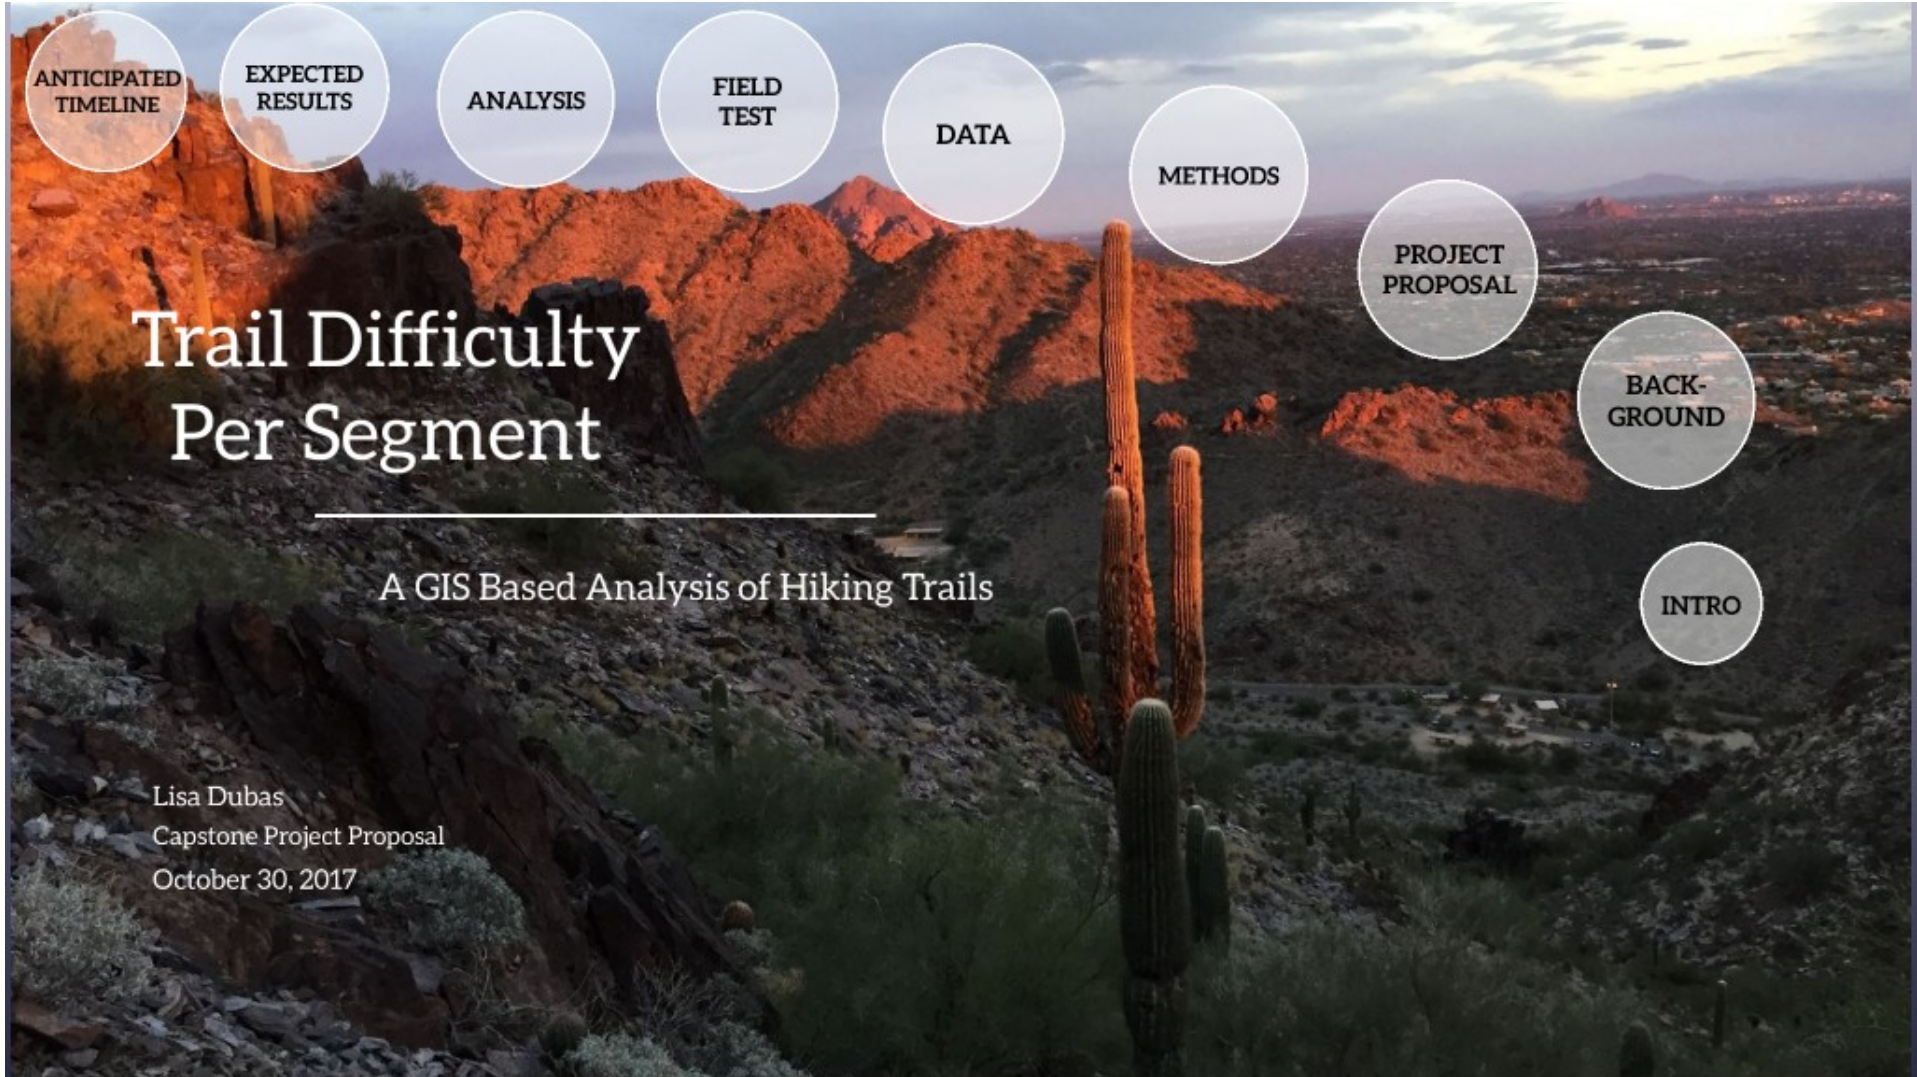 ANTICIPATED
TIMELINE
EXPECTED
RESULTS
ANALYSIS
FIELD
TEST
DATA
METHODS
PROJECT
PROPOSAL
BACK-
GROUND
INTRO
Trail Difficulty
Per Segment
A GIS Based Analysis of Hiking Trails
Lisa Dubas
Capstone Project Proposal
October 30, 2017